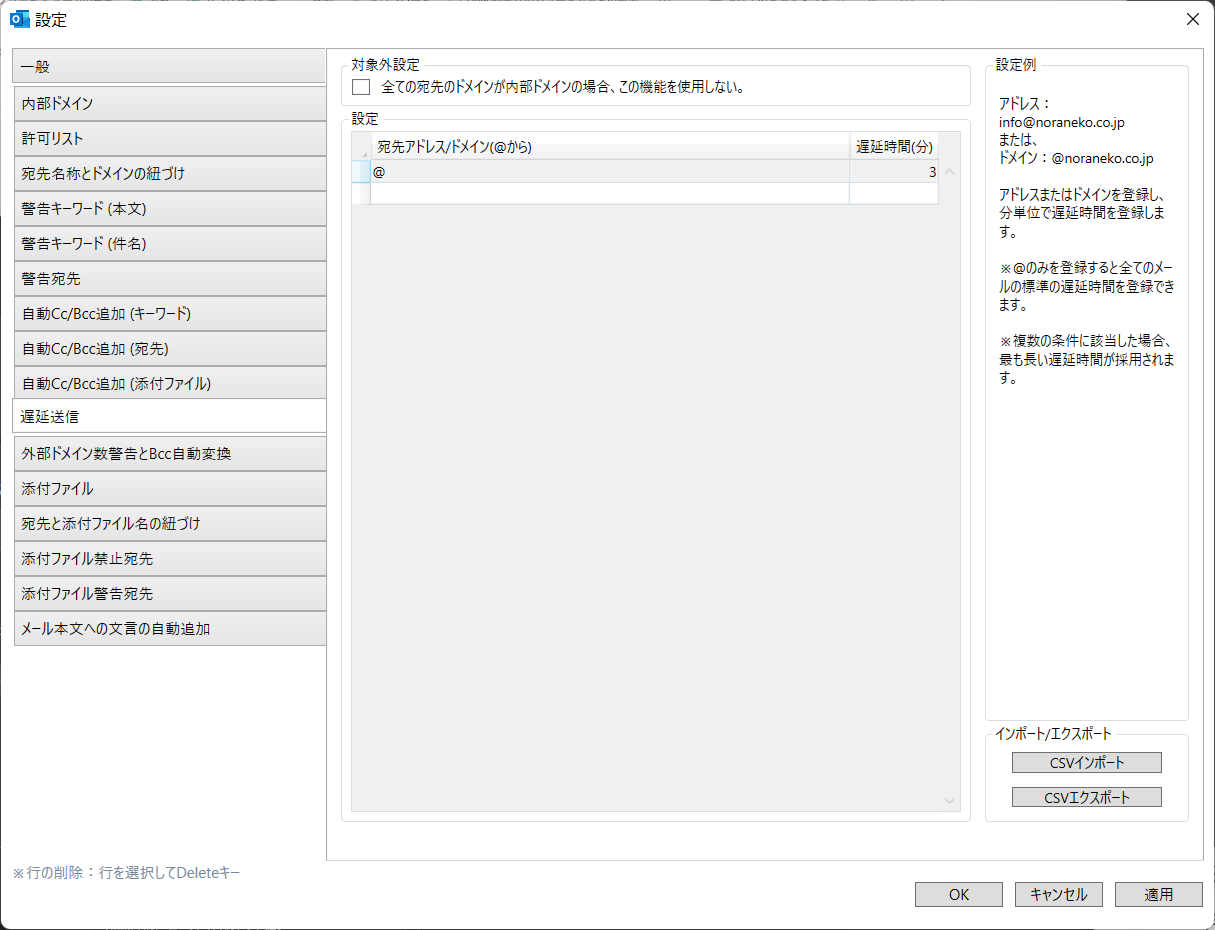 設定
一般
内部ドメイン
許可リスト
宛先名称とドメインの紐づけ
警告キーワード (本文)
警告キーワード (件名)
警告宛先
自動Cc/Bcc追加 (キーワード)
自動Cc/Bcc追加 (宛先)
自動Cc/Bcc追加 (添付ファイル)
遅延送信
外部ドメイン数警告とBcc自動変換
添付ファイル
宛先と添付ファイル名の紐づけ
添付ファイル禁止宛先
添付ファイル警告宛先
メール本文への文言の自動追加
対象外設定
全ての宛先のドメインが内部ドメインの場合、この機能を使用しない。
設定
宛先アドレス/ドメイン(@から) 遅延時間(分)
@ 3
設定例
アドレス：
info@noraneko.co.jp
または、
ドメイン：@noraneko.co.jp
アドレスまたはドメインを登録し、
分単位で遅延時間を登録しま
す。
※@のみを登録すると全てのメー
ルの標準の遅延時間を登録でき
ます。
※複数の条件に該当した場合、
最も長い遅延時間が採用されま
す。
インポート/エクスポート
CSVインポート
CSVエクスポート
※行の削除：行を選択してDeleteキー
OK キャンセル 適用